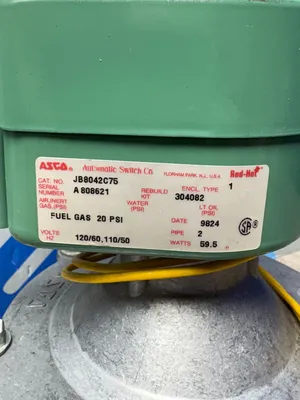 ASCO® Automatic Switch Co. FLORHAM PARK, N.J., U.S.A. Red-Hat®
CAT. NO. JB8042C75
SERIAL NUMBER A808621 REBUILD KIT 304082 ENCL. TYPE 1
AIR,INERT GAS,(PSI) WATER (PSI) LT OIL (PSI)
FUEL GAS 20 PSI DATE 9824
PIPE 2
VOLTS HZ 120/60,110/50 WATTS 59.5
SA